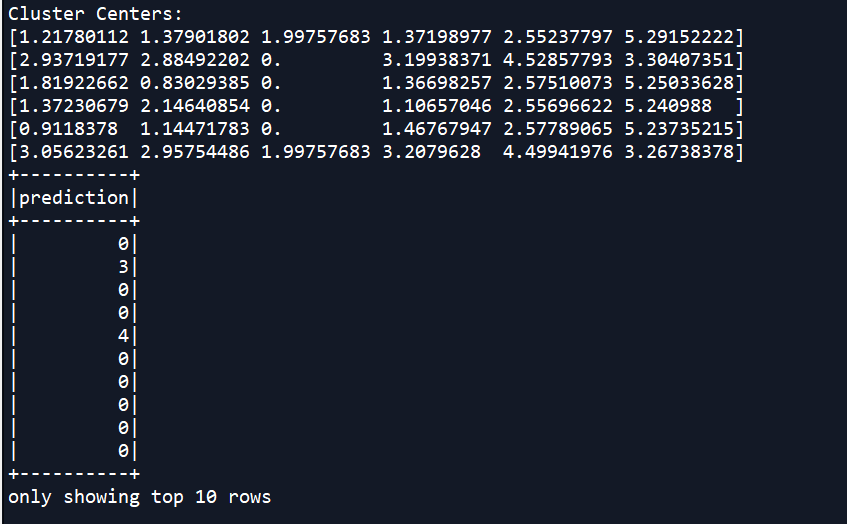 Cluster Centers:
[1.21780112 1.37901802 1.99757683 1.37198977 2.55237797 5.29152222]
[2.93719177 2.88492202 0.         3.19938371 4.52857793 3.30407351]
[1.81922662 0.83029385 0.         1.36698257 2.57510073 5.25033628]
[1.37230679 2.14640854 0.         1.10657046 2.55696622 5.240988  ]
[0.9118378  1.14471783 0.         1.46767947 2.57789065 5.23735215]
[3.05623261 2.95754486 1.99757683 3.2079628  4.49941976 3.26738378]
+----------+
|prediction|
+----------+
|         0|
|         3|
|         0|
|         0|
|         4|
|         0|
|         0|
|         0|
|         0|
|         0|
+----------+
only showing top 10 rows